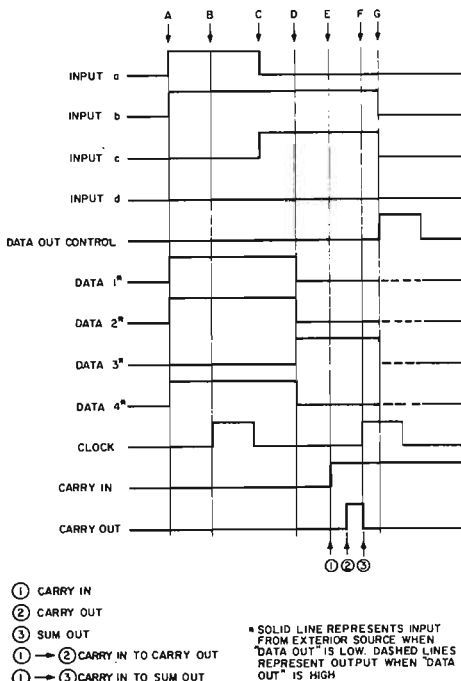 A B C D E F G
INPUT a
INPUT b
INPUT c
INPUT d
DATA OUT CONTROL
DATA 1*
DATA 2*
DATA 3*
DATA 4*
CLOCK
CARRY IN
CARRY OUT
① ② ③
① CARRY IN
② CARRY OUT
③ SUM OUT
① → ② CARRY IN TO CARRY OUT
① → ③ CARRY IN TO SUM OUT
* SOLID LINE REPRESENTS INPUT
FROM EXTERIOR SOURCE WHEN
"DATA OUT" IS LOW. DASHED LINES
REPRESENT OUTPUT WHEN "DATA
OUT" IS HIGH